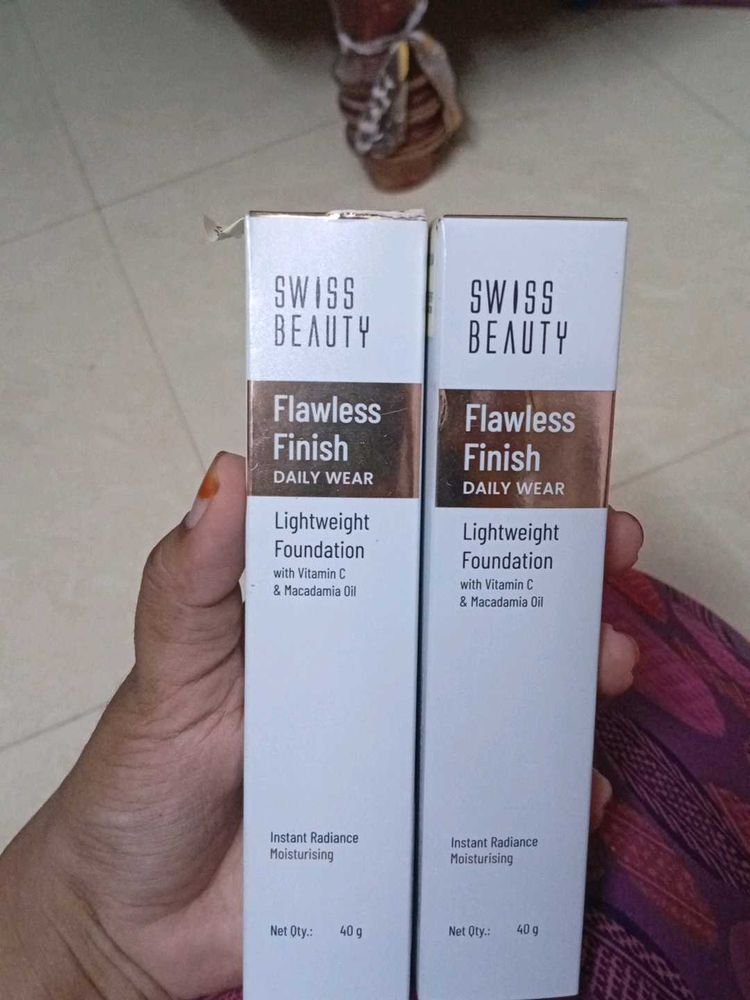 SWISS
BEAUTY
Flawless
Finish
DAILY WEAR
Lightweight
Foundation
with Vitamin C
& Macadamia Oil
Instant Radiance
Moisturising
Net Qty.: 40 g
SWISS
BEAUTY
Flawless
Finish
DAILY WEAR
Lightweight
Foundation
with Vitamin C
& Macadamia Oil
Instant Radiance
Moisturising
Net Qty.: 40 g